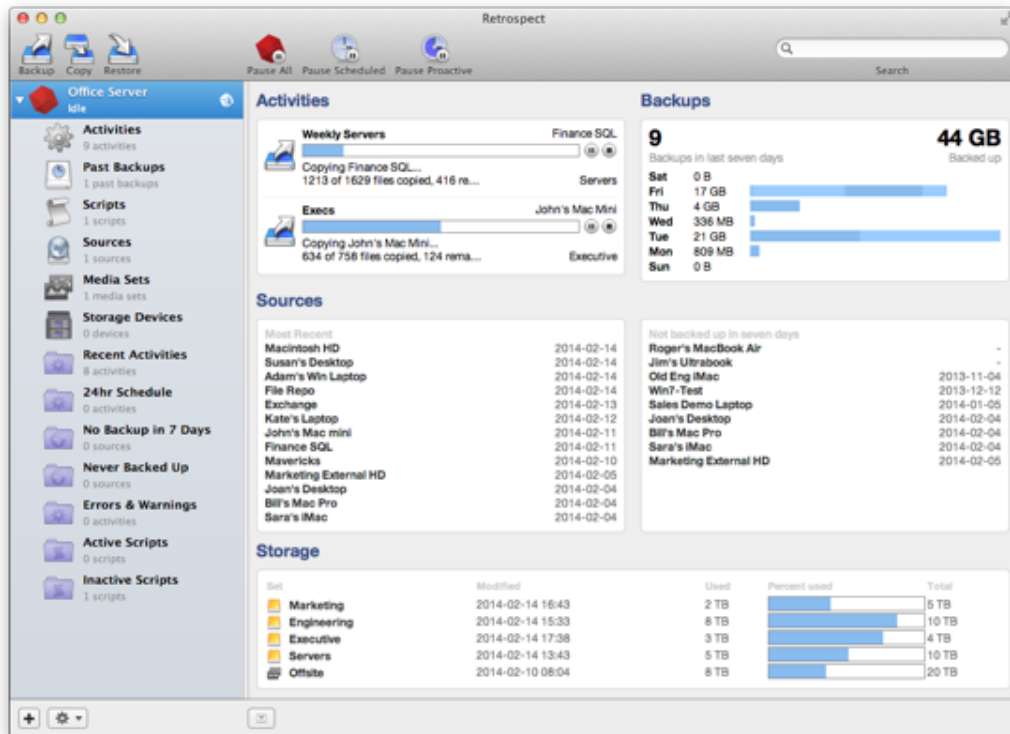 Retrospect
Backup Copy Restore Pause All Pause Scheduled Pause Proactive Search
Office Server
Idle
Activities
9 activities
Past Backups
1 past backups
Scripts
1 scripts
Sources
1 sources
Media Sets
1 media sets
Storage Devices
0 devices
Recent Activities
8 activities
24hr Schedule
0 activities
No Backup in 7 Days
0 sources
Never Backed Up
0 sources
Errors & Warnings
0 activities
Active Scripts
0 scripts
Inactive Scripts
1 scripts
Activities
Weekly Servers Finance SQL
Copying Finance SQL...
1213 of 1629 files copied, 416 re... Servers
Execs John's Mac Mini
Copying John's Mac Mini...
634 of 758 files copied, 124 rema... Executive
Backups
9 44 GB
Backups in last seven days Backed up
Sat 0 B
Fri 17 GB
Thu 4 GB
Wed 336 MB
Tue 21 GB
Mon 809 MB
Sun 0 B
Sources
Most Recent
Macintosh HD 2014-02-14
Susan's Desktop 2014-02-14
Adam's Win Laptop 2014-02-14
File Repo 2014-02-14
Exchange 2014-02-13
Kate's Laptop 2014-02-12
John's Mac mini 2014-02-11
Finance SQL 2014-02-11
Mavericks 2014-02-10
Marketing External HD 2014-02-05
Joan's Desktop 2014-02-04
Bill's Mac Pro 2014-02-04
Sara's iMac 2014-02-04
Not backed up in seven days
Roger's MacBook Air -
Jim's Ultrabook -
Old Eng iMac 2013-11-04
Win7-Test 2013-12-12
Sales Demo Laptop 2014-01-05
Joan's Desktop 2014-02-04
Bill's Mac Pro 2014-02-04
Sara's iMac 2014-02-04
Marketing External HD 2014-02-05
Storage
Set Modified Used Percent used Total
Marketing 2014-02-14 16:43 2 TB 5 TB
Engineering 2014-02-14 15:33 8 TB 10 TB
Executive 2014-02-14 17:38 3 TB 4 TB
Servers 2014-02-14 13:43 5 TB 10 TB
Offsite 2014-02-10 08:04 8 TB 20 TB